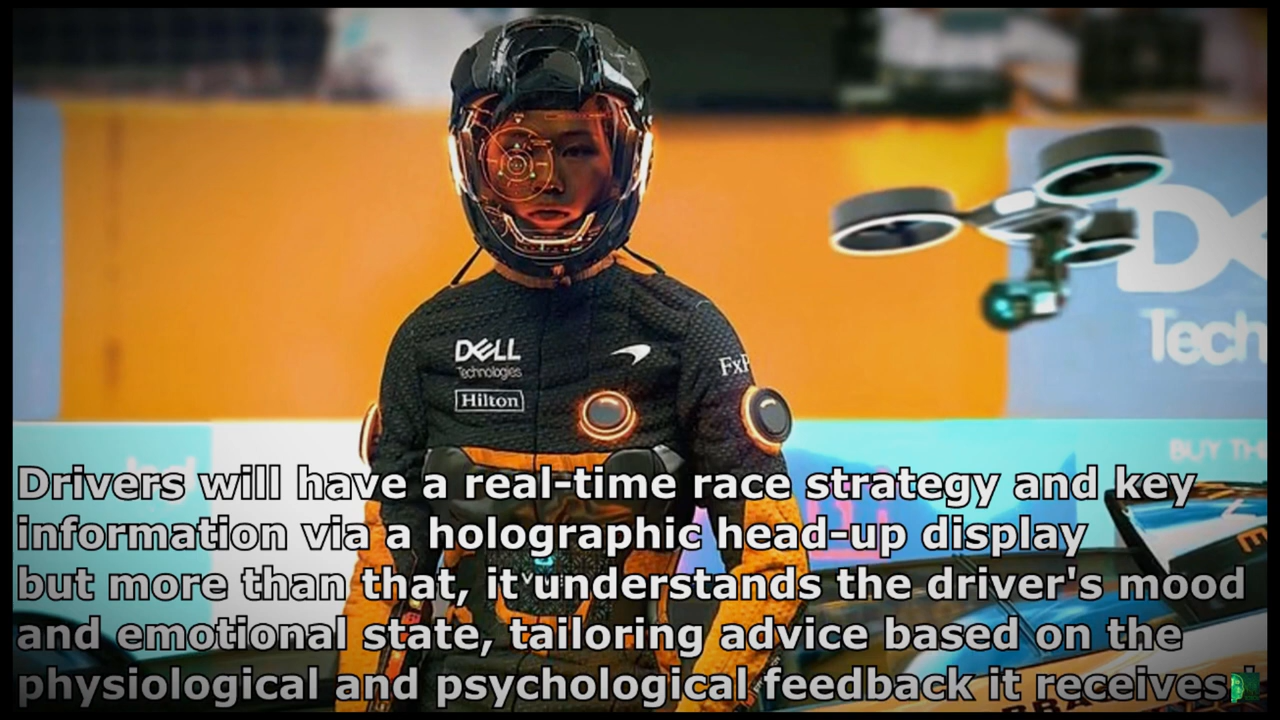 DELL
Technologies
Hilton
FxP
BUY TH
Tech
Drivers will have a real-time race strategy and key
information via a holographic head-up display
but more than that, it understands the driver's mood
and emotional state, tailoring advice based on the
physiological and psychological feedback it receives